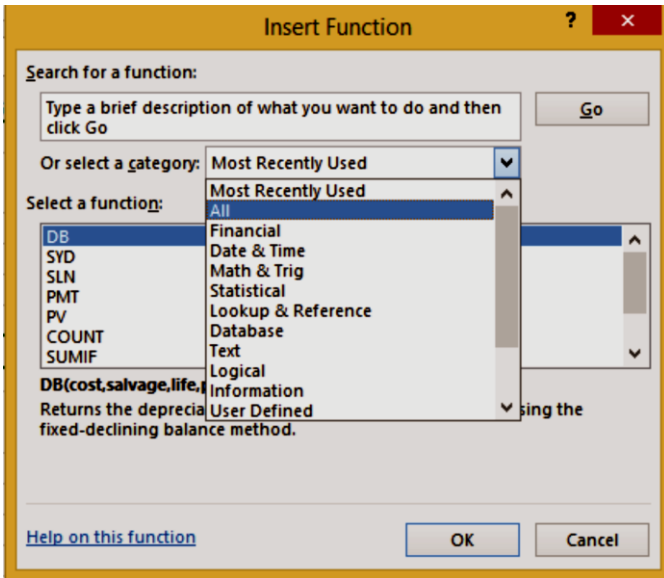 Insert Function
? ×
Search for a function:
Type a brief description of what you want to do and then
click Go
Go
Or select a category: Most Recently Used
Most Recently Used
All
Financial
Date & Time
Math & Trig
Statistical
Lookup & Reference
Database
Text
Logical
Information
User Defined
Select a function:
DB
SYD
SLN
PMT
PV
COUNT
SUMIF
DB(cost,salvage,life,
Returns the deprecia sing the
fixed-declining balance method.
Help on this function
OK
Cancel